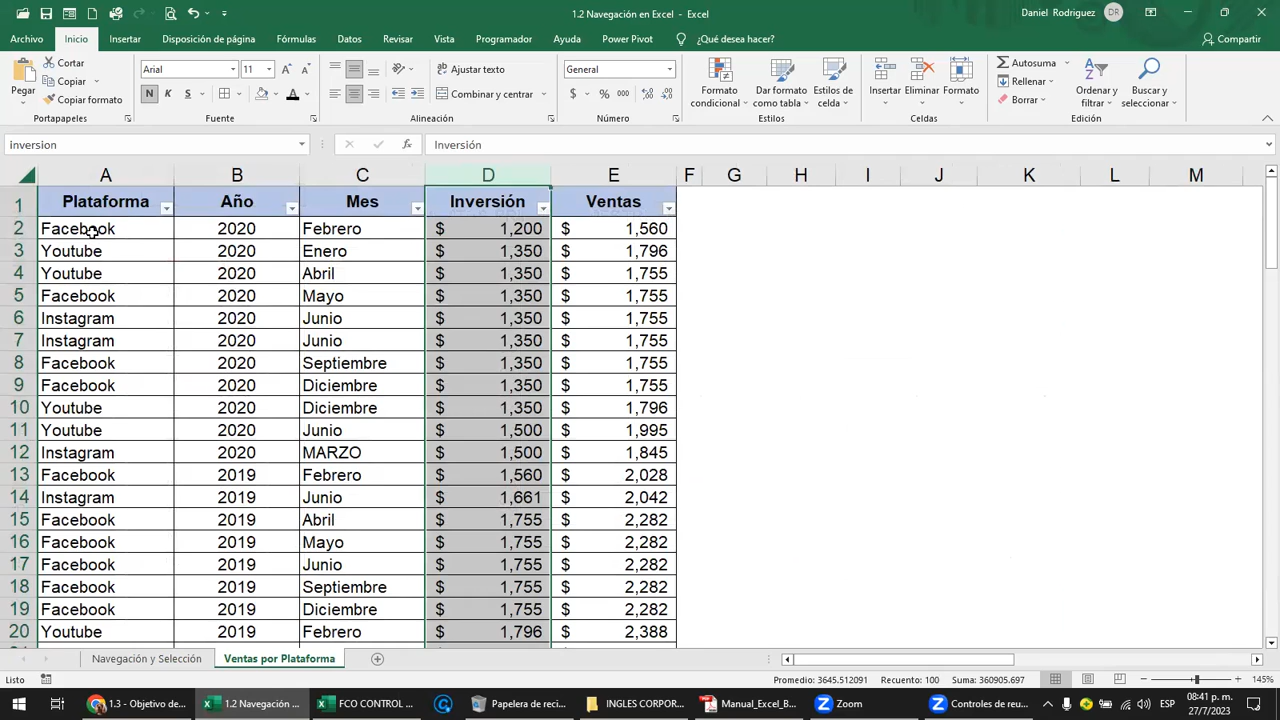 1.2 Navegación en Excel - Excel
Daniel Rodriguez DR
Archivo Inicio Insertar Disposición de página Fórmulas Datos Revisar Vista Programador Ayuda Power Pivot ¿Qué desea hacer? Compartir
Pegar
Cortar
Copiar
Copiar formato
Portapapeles
Arial 11
N K S
Fuente
Ajustar texto
Combinar y centrar
Alineación
General
$ % 000
Número
Formato condicional
Dar formato como tabla
Estilos de celda
Estilos
Insertar Eliminar Formato
Celdas
Autosuma
Rellenar
Borrar
Ordenar y filtrar
Buscar y seleccionar
Edición
inversion fx Inversión
A B C D E F G H I J K L M
1 Plataforma Año Mes Inversión Ventas
2 Facebook 2020 Febrero $ 1,200 $ 1,560
3 Youtube 2020 Enero $ 1,350 $ 1,796
4 Youtube 2020 Abril $ 1,350 $ 1,755
5 Facebook 2020 Mayo $ 1,350 $ 1,755
6 Instagram 2020 Junio $ 1,350 $ 1,755
7 Instagram 2020 Junio $ 1,350 $ 1,755
8 Facebook 2020 Septiembre $ 1,350 $ 1,755
9 Facebook 2020 Diciembre $ 1,350 $ 1,755
10 Youtube 2020 Diciembre $ 1,350 $ 1,796
11 Youtube 2020 Junio $ 1,500 $ 1,995
12 Instagram 2020 MARZO $ 1,500 $ 1,845
13 Facebook 2019 Febrero $ 1,560 $ 2,028
14 Instagram 2019 Junio $ 1,661 $ 2,042
15 Facebook 2019 Abril $ 1,755 $ 2,282
16 Facebook 2019 Mayo $ 1,755 $ 2,282
17 Facebook 2019 Junio $ 1,755 $ 2,282
18 Facebook 2019 Septiembre $ 1,755 $ 2,282
19 Facebook 2019 Diciembre $ 1,755 $ 2,282
20 Youtube 2019 Febrero $ 1,796 $ 2,388
Navegación y Selección Ventas por Plataforma
Listo Promedio: 3645.512091 Recuento: 100 Suma: 360905.697 145%
1.3 - Objetivo de... 1.2 Navegación ... FCO CONTROL ... Papelera de reci... INGLES CORPOR... Manual_Excel_B... Zoom Controles de reu... ESP 08:41 p. m.
27/7/2023